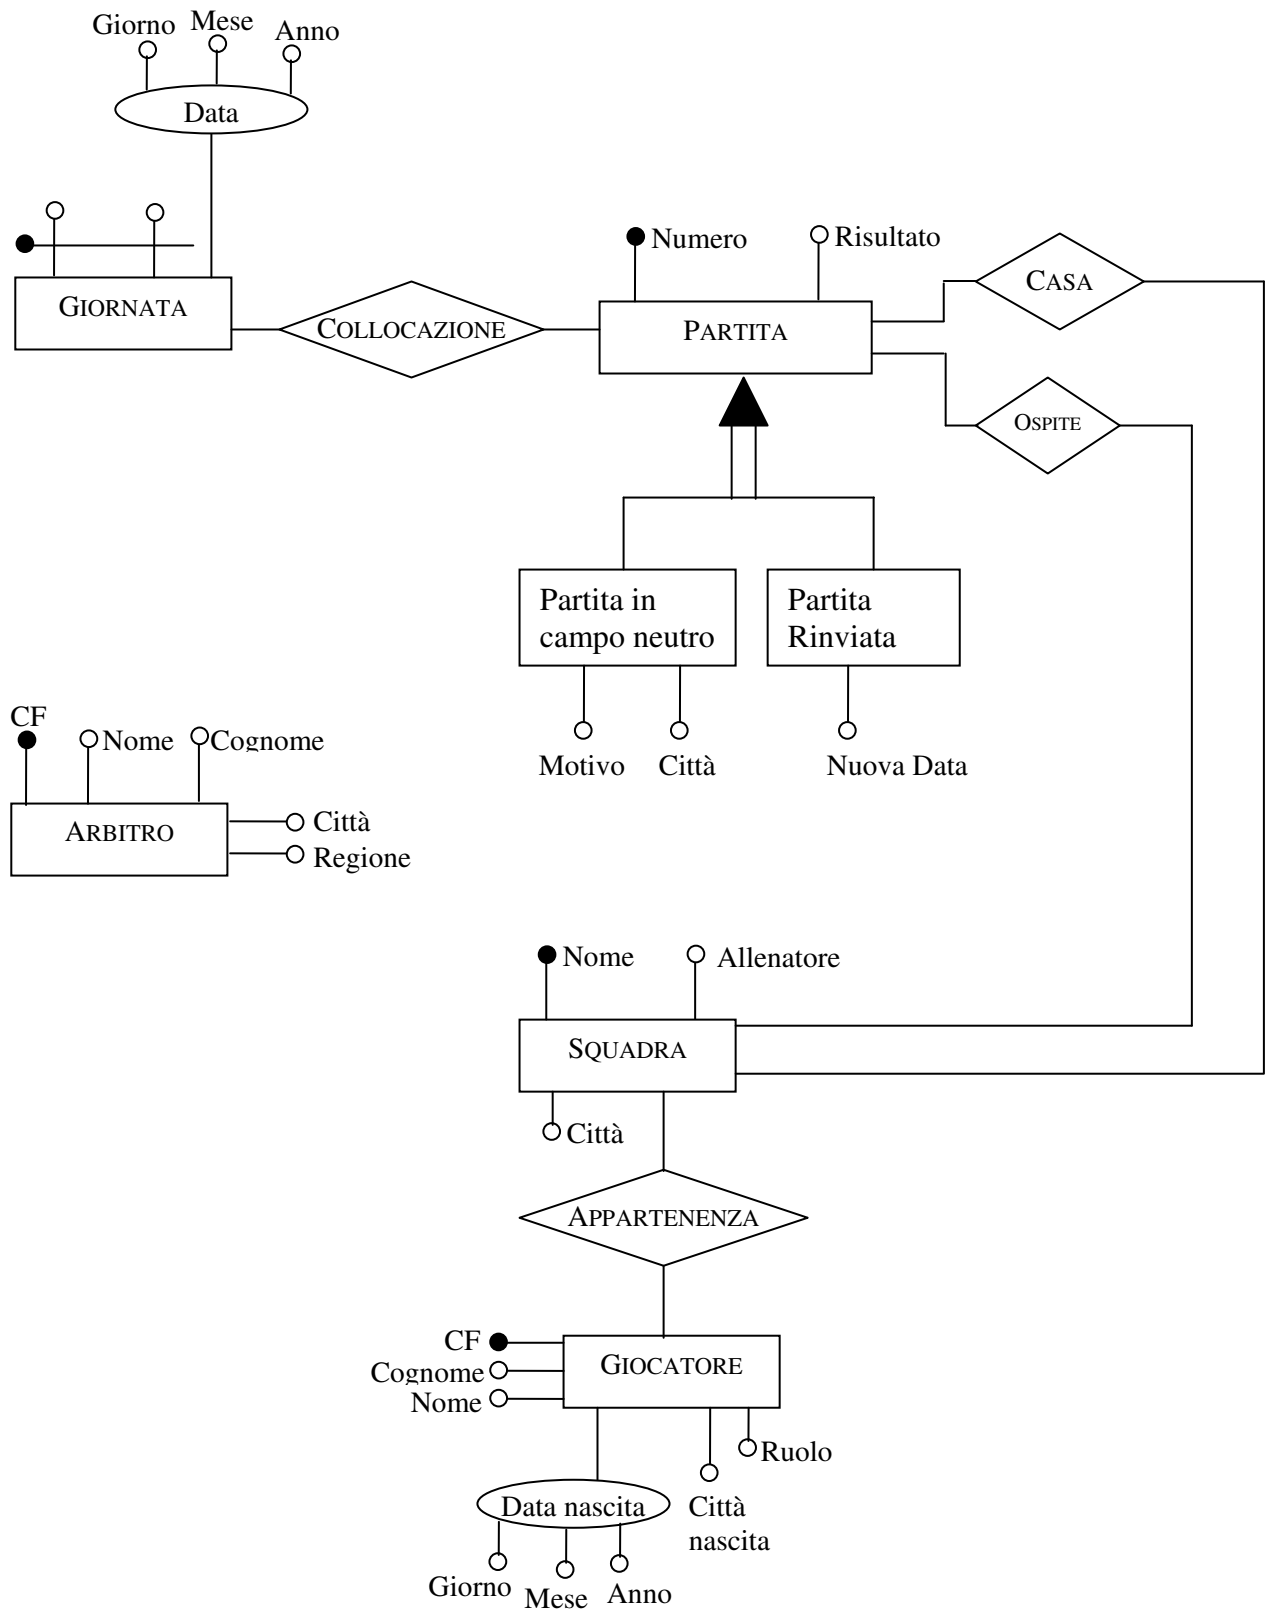 Giorno Mese Anno
Data
Numero Risultato
CASA
GIORNATA
COLLOCAZIONE
PARTITA
OSPITE
Partita in
campo neutro
Partita
Rinviata
Motivo Città Nuova Data
CF
Nome Cognome
ARBITRO
Città
Regione
Nome Allenatore
SQUADRA
Città
APPARTENENZA
CF
Cognome
Nome
GIOCATORE
Ruolo
Data nascita
Città
nascita
Giorno Mese Anno